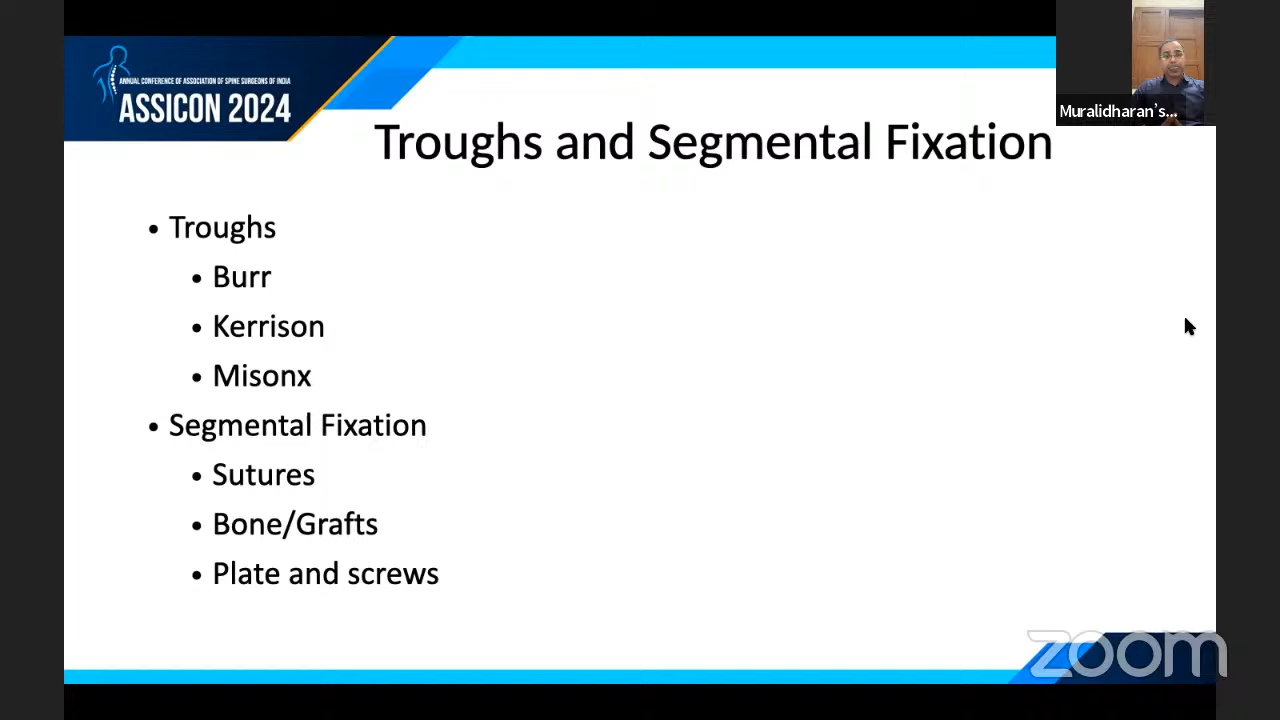 ANNUAL CONFERENCE OF ASSOCIATION OF SPINE SURGEONS OF INDIA
ASSICON 2024
Muralidharan's...
Troughs and Segmental Fixation
• Troughs
• Burr
• Kerrison
• Misonx
• Segmental Fixation
• Sutures
• Bone/Grafts
• Plate and screws
zoom